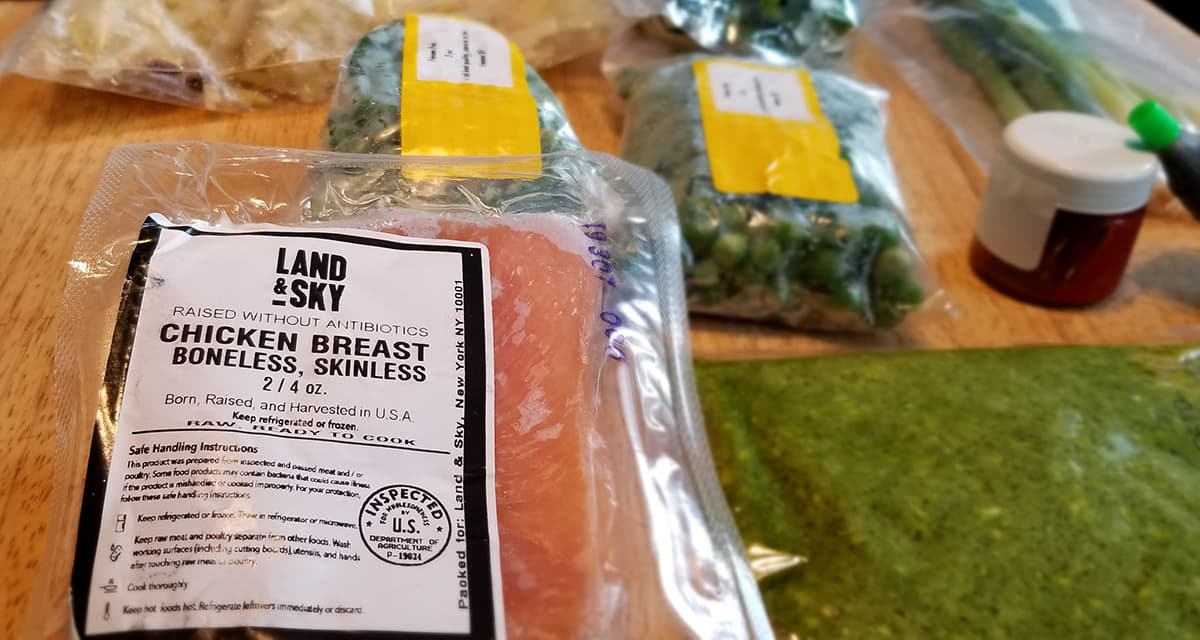 LAND
&SKY
RAISED WITHOUT ANTIBIOTICS
CHICKEN BREAST
BONELESS, SKINLESS
2 / 4 oz.
Born, Raised, and Harvested in U.S.A.
Keep refrigerated or frozen.
RAW. READY TO COOK
Safe Handling Instructions
This product was prepared from inspected and passed meat and / or
poultry. Some food products may contain bacteria that could cause illness
if the product is mishandled or cooked improperly. For your protection,
follow these safe handling instructions.
Keep refrigerated or frozen. Thaw in refrigerator or microwave.
Keep raw meat and poultry separate from other foods. Wash
working surfaces (including cutting boards), utensils, and hands
after touching raw meat or poultry.
Cook thoroughly.
Keep hot foods hot. Refrigerate leftovers immediately or discard.
INSPECTED
FOR WHOLESOMENESS
BY
U.S.
DEPARTMENT OF
AGRICULTURE
P-19034
Packed for: Land & Sky, New York NY 10001